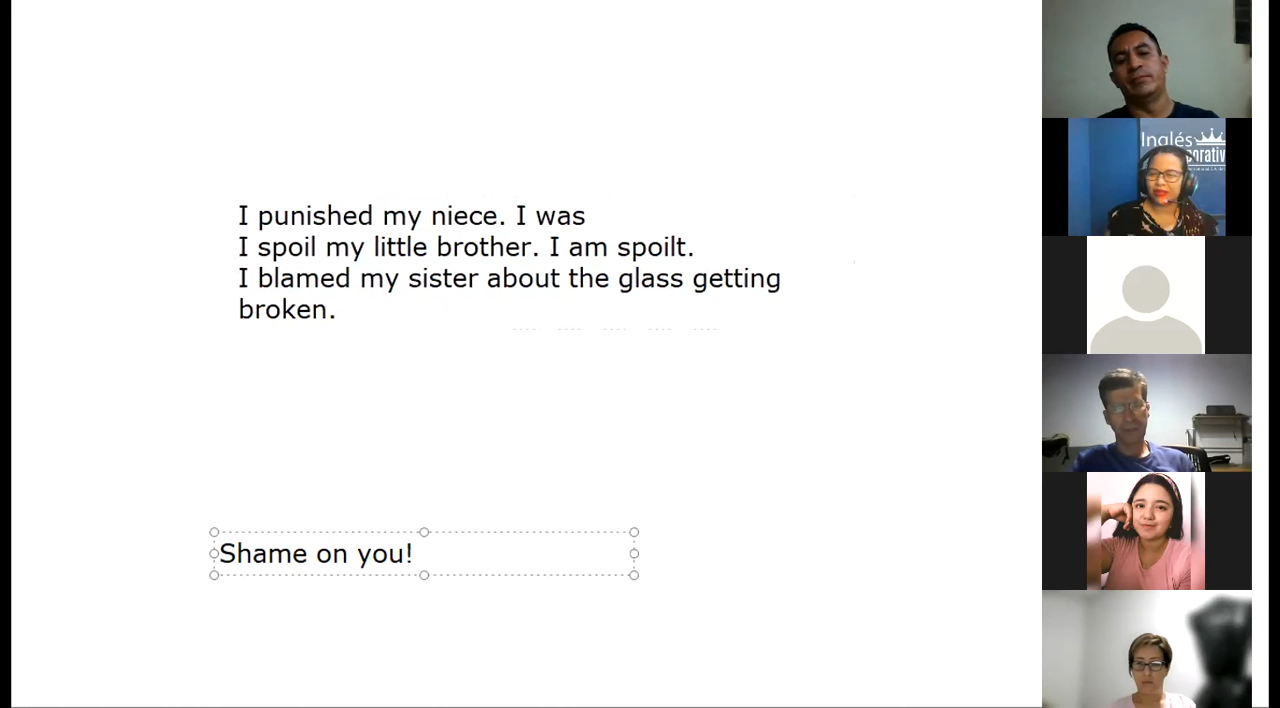 I punished my niece. I was
I spoil my little brother. I am spoilt.
I blamed my sister about the glass getting
broken.
Shame on you!
Inglés